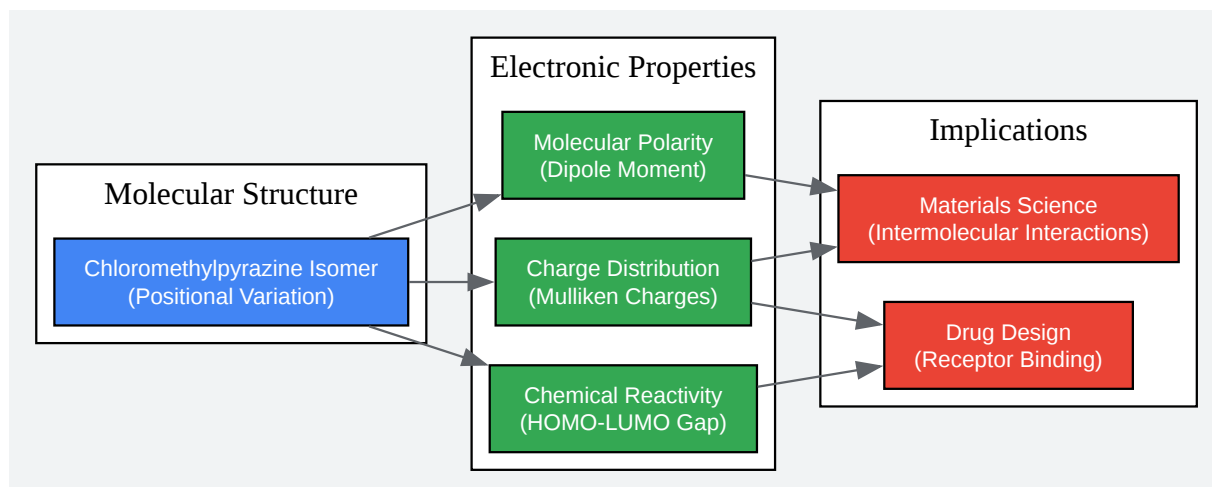 Molecular Structure
Chloromethylpyrazine Isomer
(Positional Variation)
Electronic Properties
Molecular Polarity
(Dipole Moment)
Charge Distribution
(Mulliken Charges)
Chemical Reactivity
(HOMO-LUMO Gap)
Implications
Materials Science
(Intermolecular Interactions)
Drug Design
(Receptor Binding)